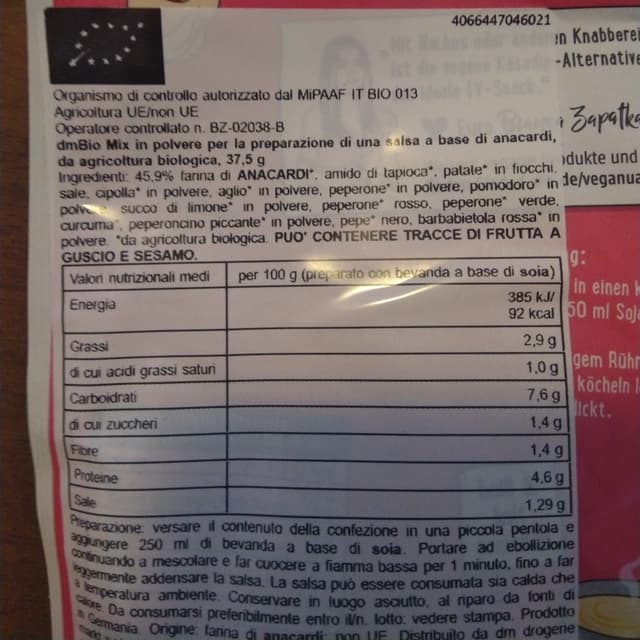 4066447046021
Organismo di controllo autorizzato dal MiPAAF IT BIO 013
Agricoltura UE/non UE
Operatore controllato n. BZ-02038-B
dmBio Mix in polvere per la preparazione di una salsa a base di anacardi,
da agricoltura biologica, 37,5 g
Ingredienti: 45,9% farina di ANACARDI*, amido di tapioca*, patate* in fiocchi,
sale, cipolla* in polvere, aglio* in polvere, peperone* in polvere, pomodoro* in
polvere, succo di limone* in polvere, peperone* rosso, peperone* verde,
curcuma*, peperoncino piccante* in polvere, pepe* nero, barbabietola rossa* in
polvere. *da agricoltura biologica. PUO' CONTENERE TRACCE DI FRUTTA A
GUSCIO E SESAMO.
Valori nutrizionali medi per 100 g (preparato con bevanda a base di soia)
Energia 385 kJ/
92 kcal
Grassi 2,9 g
di cui acidi grassi saturi 1,0 g
Carboidrati 7,6 g
di cui zuccheri 1,4 g
Fibre 1,4 g
Proteine 4,6 g
Sale 1,29 g
Preparazione: versare il contenuto della confezione in una piccola pentola e
aggiungere 250 ml di bevanda a base di soia. Portare ad ebollizione
continuando a mescolare e far cuocere a fiamma bassa per 1 minuto, fino a far
leggermente addensare la salsa. La salsa può essere consumata sia calda che
a temperatura ambiente. Conservare in luogo asciutto, al riparo da fonti di
calore. Da consumarsi preferibilmente entro il/n. lotto: vedere stampa. Prodotto
in Germania. Origine: farina di anacardi: non UE. Distribuito da dm drogerie
en Knabberei
-Alternative
Zapatka
odukte und
de/veganua
g:
in einen K
50 ml Soja
gem Rühr
köcheln l
lickt.